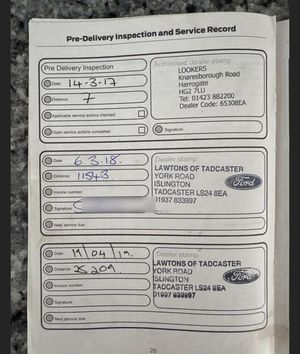 Pre-Delivery Inspection and Service Record
Pre Delivery Inspection
Date: 14-3-17
Distance: 7
Applicable service actions checked:
Open service actions completed:
Authorised dealer stamp
LOOKERS
Knaresborough Road
Harrogate
HG2 7LU
Tel: 01423 882200
Dealer Code: 65308EA
Signature:
Date: 6.3.18.
Distance: 11543.
Invoice number:
Signature:
Next service due:
Dealer stamp
LAWTONS OF TADCASTER
YORK ROAD
ISLINGTON
TADCASTER LS24 8EA
01937 833997
Ford
Date: 19/04/19.
Distance: 25209
Invoice number:
Signature:
Next service due:
Dealer stamp
LAWTONS OF TADCASTER
YORK ROAD
ISLINGTON
TADCASTER LS24 8EA
01937 833997
Ford
26